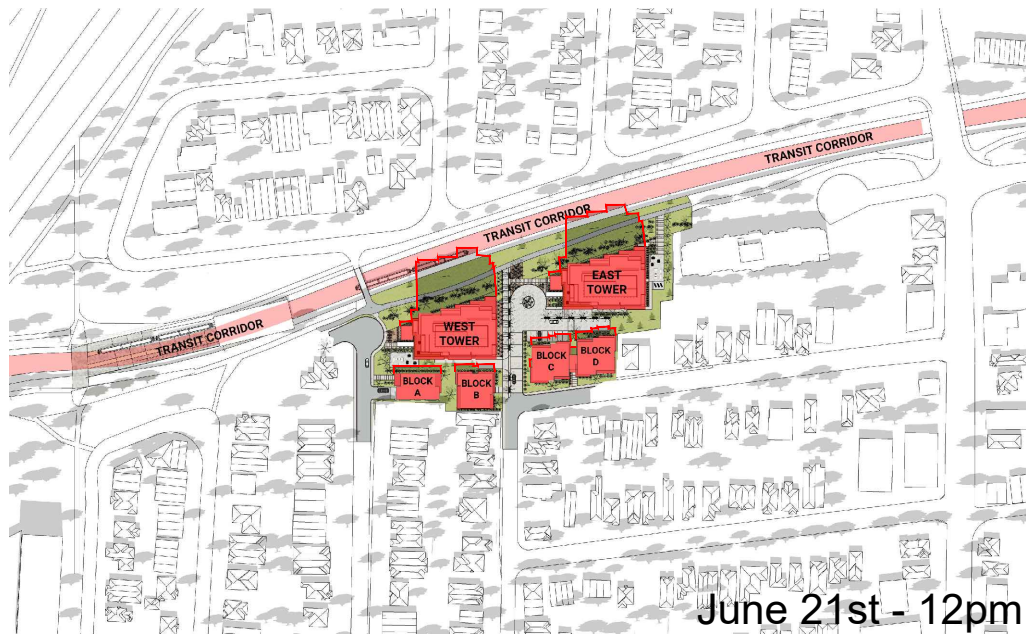 TRANSIT CORRIDOR
TRANSIT CORRIDOR
EAST
TOWER
TRANSIT CORRIDOR
WEST
TOWER
BLOCK
C
BLOCK
D
BLOCK
A
BLOCK
B
June 21st - 12pm